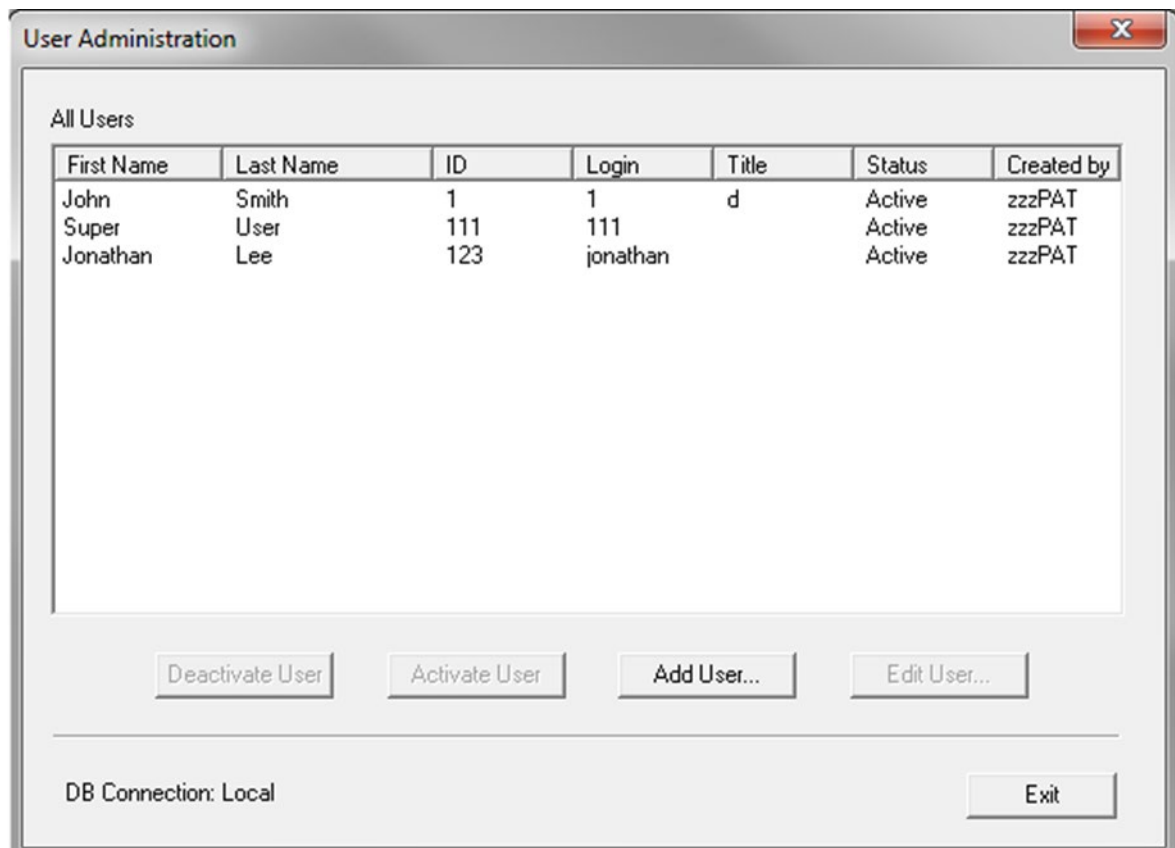 User Administration
All Users
First Name Last Name ID Login Title Status Created by
John Smith 1 1 d Active zzzPAT
Super User 111 111 Active zzzPAT
Jonathan Lee 123 jonathan Active zzzPAT
Deactivate User Activate User Add User... Edit User...
DB Connection: Local Exit